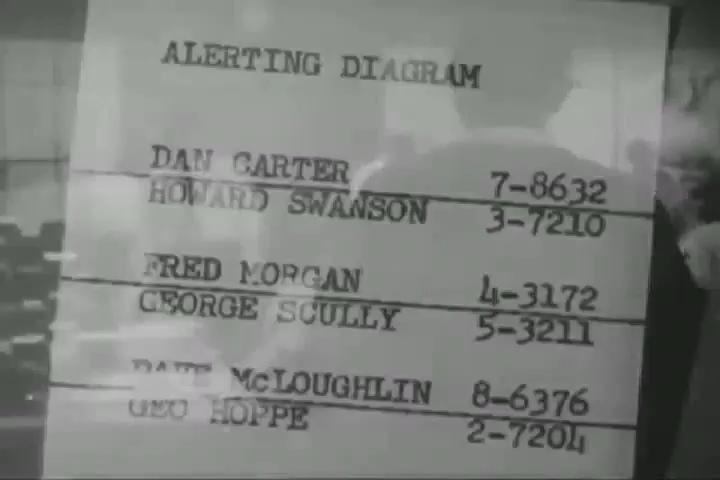 ALERTING DIAGRAM
DAN CARTER 7-8632
HOWARD SWANSON 3-7210
FRED MORGAN 4-3172
GEORGE SCULLY 5-3211
McLOUGHLIN 8-6376
GEO HOPPE 2-7204